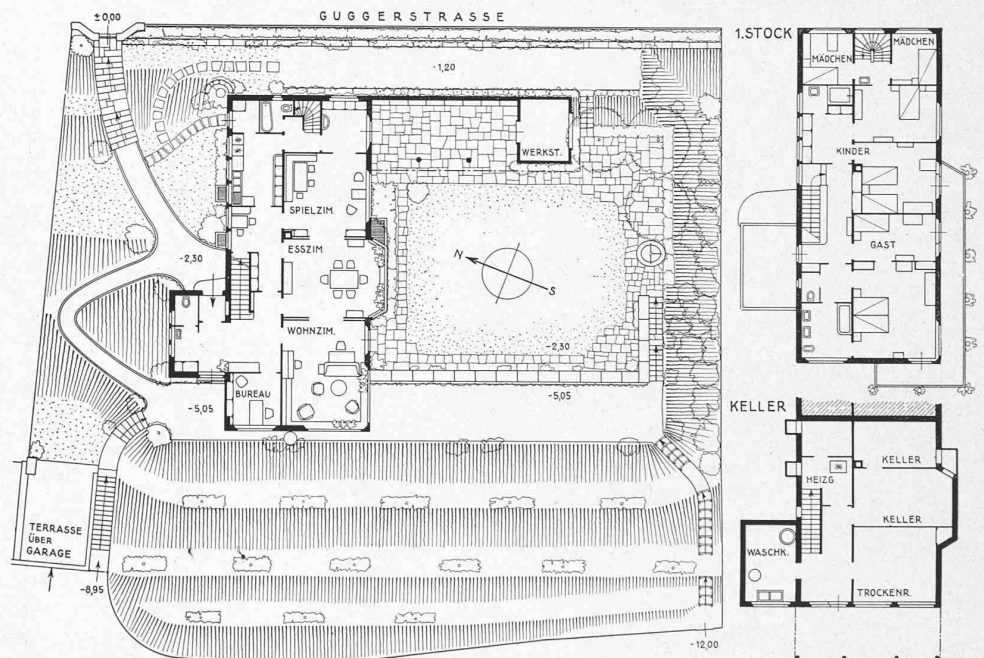 GUGGERSTRASSE
±0,00
-1,20
WERKST.
SPIELZIM.
ESSZIM.
N
S
-2,30
WOHNZIM.
-2,30
BUREAU
-5,05
-5,05
TERRASSE
ÜBER
GARAGE
-8,95
-12,00
1.STOCK
MÄDCHEN
MÄDCHEN
KINDER
GAST
KELLER
KELLER
HEIZG.
KELLER
WASCHK.
TROCKENR.